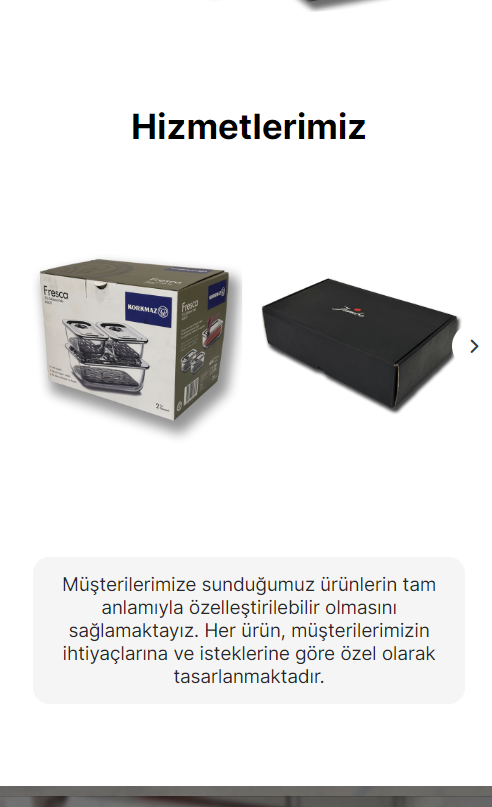 Hizmetlerimiz
Fresca
Fresca
KORKMAZ
Fresca
Müşterilerimize sunduğumuz ürünlerin tam
anlamıyla özelleştirilebilir olmasını
sağlamaktayız. Her ürün, müşterilerimizin
ihtiyaçlarına ve isteklerine göre özel olarak
tasarlanmaktadır.